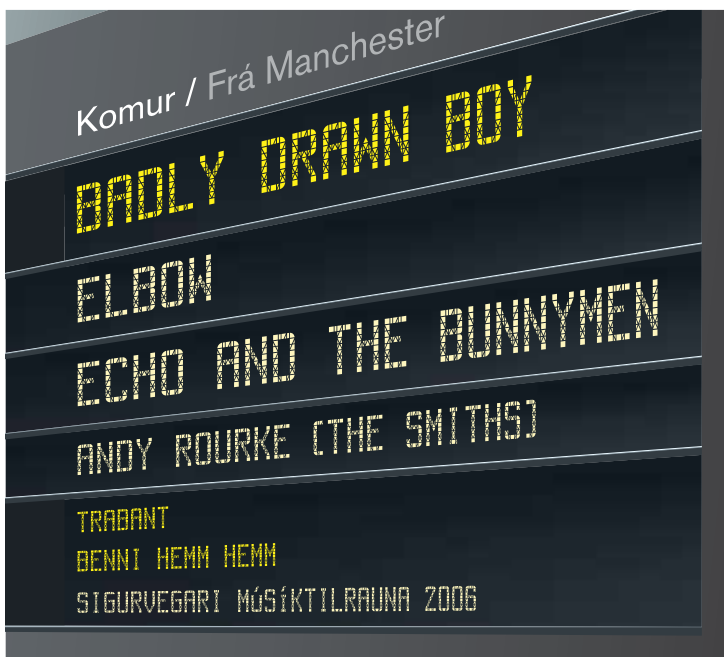 Komur / Frá Manchester
BADLY DRAWN BOY
ELBOW
ECHO AND THE BUNNYMEN
ANDY ROURKE (THE SMITHS)
TRABANT
BENNI HEMM HEMM
SIGURVEGARI MÚSÍKTILRAUNA 2006